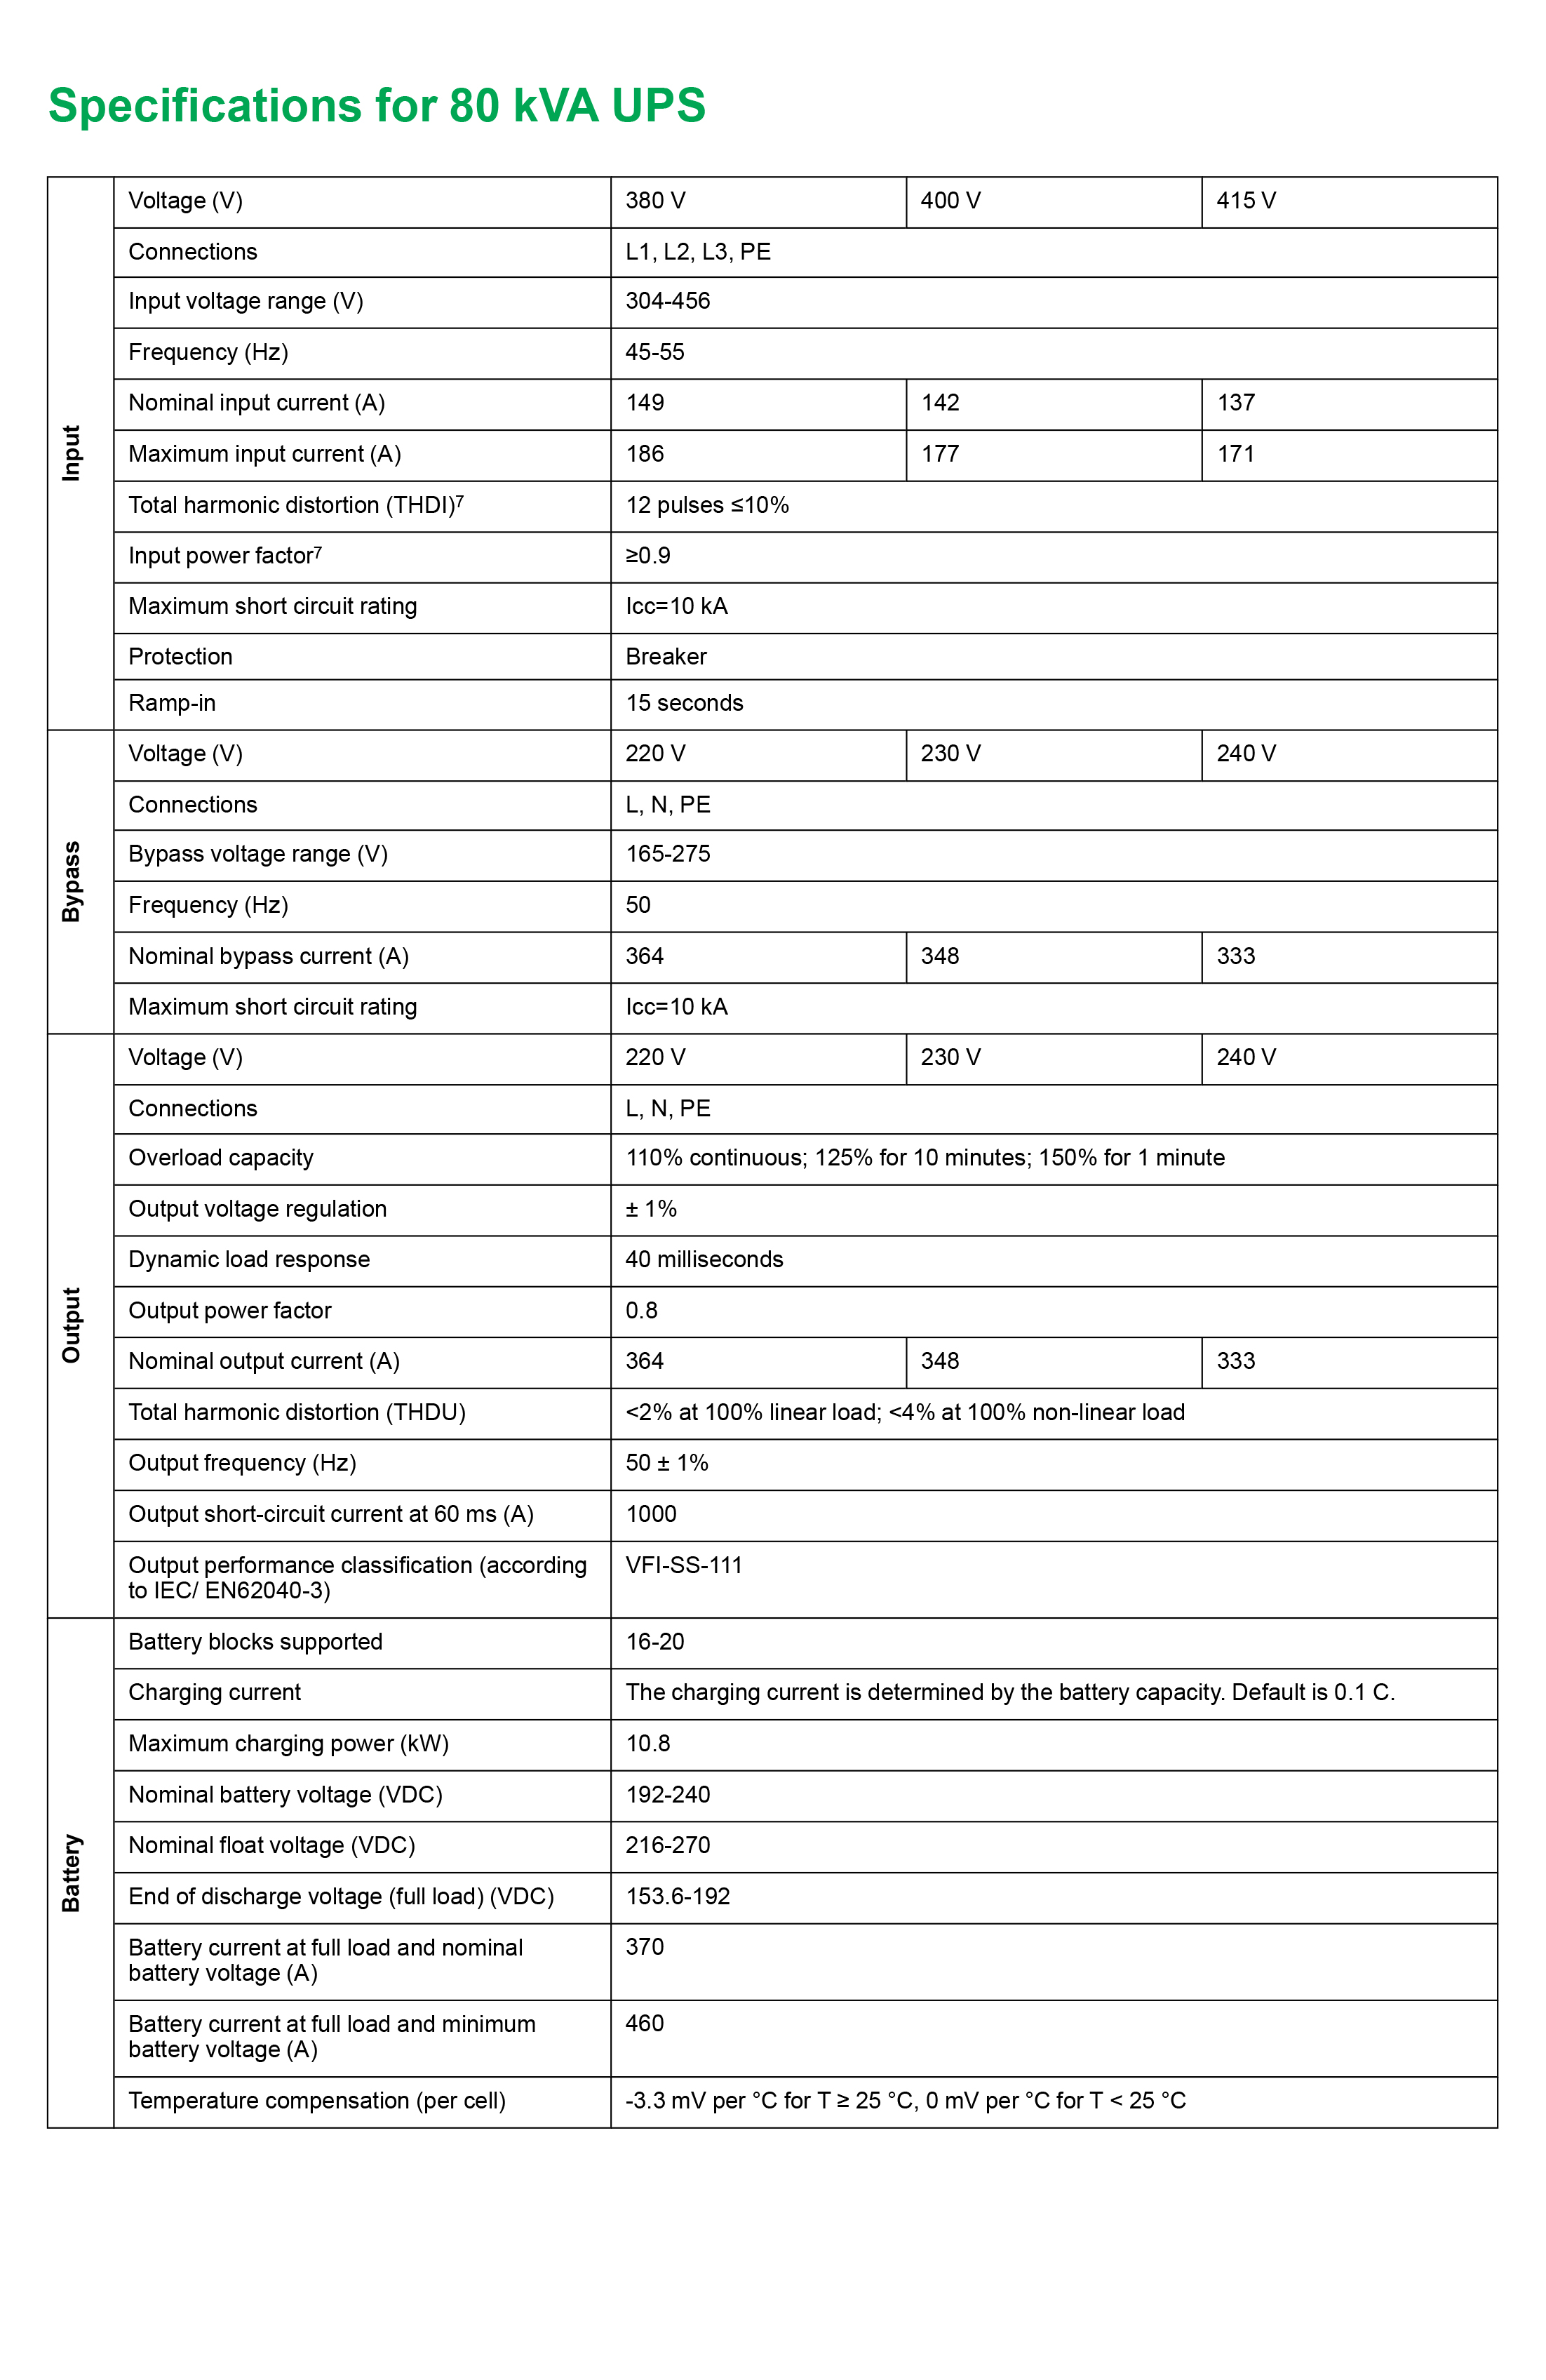 Specifications for 80 kVA UPS
Input
Voltage (V) 380 V 400 V 415 V
Connections L1, L2, L3, PE
Input voltage range (V) 304-456
Frequency (Hz) 45-55
Nominal input current (A) 149 142 137
Maximum input current (A) 186 177 171
Total harmonic distortion (THDI)7 12 pulses ≤10%
Input power factor7 ≥0.9
Maximum short circuit rating Icc=10 kA
Protection Breaker
Ramp-in 15 seconds
Bypass
Voltage (V) 220 V 230 V 240 V
Connections L, N, PE
Bypass voltage range (V) 165-275
Frequency (Hz) 50
Nominal bypass current (A) 364 348 333
Maximum short circuit rating Icc=10 kA
Output
Voltage (V) 220 V 230 V 240 V
Connections L, N, PE
Overload capacity 110% continuous; 125% for 10 minutes; 150% for 1 minute
Output voltage regulation ± 1%
Dynamic load response 40 milliseconds
Output power factor 0.8
Nominal output current (A) 364 348 333
Total harmonic distortion (THDU) <2% at 100% linear load; <4% at 100% non-linear load
Output frequency (Hz) 50 ± 1%
Output short-circuit current at 60 ms (A) 1000
Output performance classification (according VFI-SS-111
to IEC/ EN62040-3)
Battery
Battery blocks supported 16-20
Charging current The charging current is determined by the battery capacity. Default is 0.1 C.
Maximum charging power (kW) 10.8
Nominal battery voltage (VDC) 192-240
Nominal float voltage (VDC) 216-270
End of discharge voltage (full load) (VDC) 153.6-192
Battery current at full load and nominal 370
battery voltage (A)
Battery current at full load and minimum 460
battery voltage (A)
Temperature compensation (per cell) -3.3 mV per °C for T ≥ 25 °C, 0 mV per °C for T < 25 °C